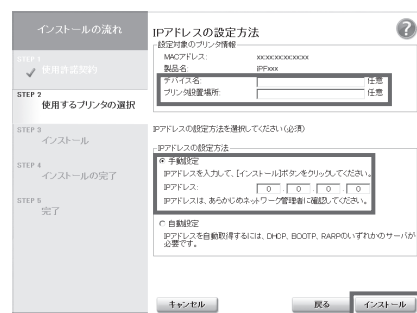 インストールの流れ
STEP 1
使用許諾契約
STEP 2
使用するプリンタの選択
STEP 3
インストール
STEP 4
インストールの完了
STEP 5
完了
IPアドレスの設定方法
?
設定対象のプリンタ情報
MACアドレス: xx:xx:xx:xx:xx:xx
製品名: iPFxxx
デバイス名: 任意
プリンタ設置場所: 任意
IPアドレスの設定方法を選択してください(必須)
IPアドレスの設定方法
手動設定
IPアドレスを入力して、[インストール]ボタンをクリックしてください。
IPアドレス: 0 . 0 . 0 . 0
IPアドレスは、あらかじめネットワーク管理者に確認してください。
自動設定
IPアドレスを自動取得するには、DHCP、BOOTP、RARPのいずれかのサーバが
必要です。
キャンセル
戻る
インストール